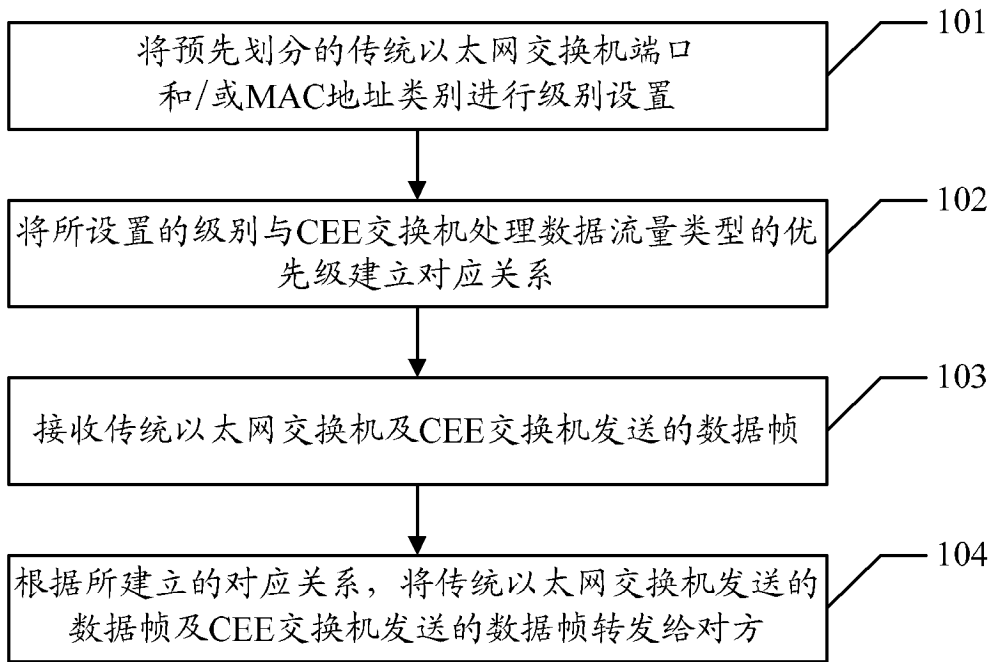 101
将预先划分的传统以太网交换机端口
和/或MAC地址类别进行级别设置
102
将所设置的级别与CEE交换机处理数据流量类型的优
先级建立对应关系
103
接收传统以太网交换机及CEE交换机发送的数据帧
104
根据所建立的对应关系，将传统以太网交换机发送的
数据帧及CEE交换机发送的数据帧转发给对方